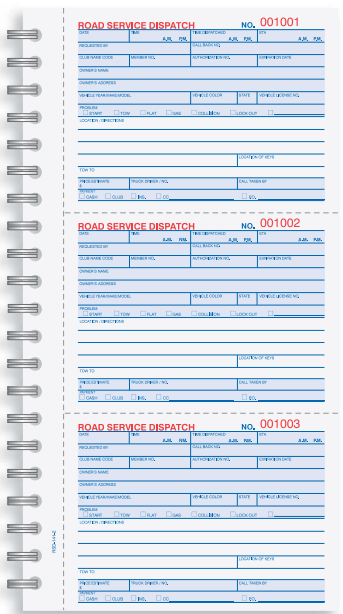 ROAD SERVICE DISPATCH NO. 001001
DATE TIME TIME DISPATCHED ETA
A.M. P.M. A.M. P.M.
REQUESTED BY CALL BACK NO.
CLUB NAME CODE MEMBER NO. AUTHORIZATION NO. EXPIRATION DATE
OWNER'S NAME
OWNER'S ADDRESS
VEHICLE YEAR/MAKE/MODEL VEHICLE COLOR STATE VEHICLE LICENSE NO.
PROBLEM
START TOW FLAT GAS COLLISION LOCK OUT
LOCATION / DIRECTIONS
LOCATION OF KEYS
TOW TO
PRICE ESTIMATE TRUCK DRIVER / NO. CALL TAKEN BY
$
PAYMENT
CASH CLUB INS. CC
ROAD SERVICE DISPATCH NO. 001002
DATE TIME TIME DISPATCHED ETA
A.M. P.M. A.M. P.M.
REQUESTED BY CALL BACK NO.
CLUB NAME CODE MEMBER NO. AUTHORIZATION NO. EXPIRATION DATE
OWNER'S NAME
OWNER'S ADDRESS
VEHICLE YEAR/MAKE/MODEL VEHICLE COLOR STATE VEHICLE LICENSE NO.
PROBLEM
START TOW FLAT GAS COLLISION LOCK OUT
LOCATION / DIRECTIONS
LOCATION OF KEYS
TOW TO
PRICE ESTIMATE TRUCK DRIVER / NO. CALL TAKEN BY
$
PAYMENT
CASH CLUB INS. CC
ROAD SERVICE DISPATCH NO. 001003
DATE TIME TIME DISPATCHED ETA
A.M. P.M. A.M. P.M.
REQUESTED BY CALL BACK NO.
CLUB NAME CODE MEMBER NO. AUTHORIZATION NO. EXPIRATION DATE
OWNER'S NAME
OWNER'S ADDRESS
VEHICLE YEAR/MAKE/MODEL VEHICLE COLOR STATE VEHICLE LICENSE NO.
PROBLEM
START TOW FLAT GAS COLLISION LOCK OUT
LOCATION / DIRECTIONS
LOCATION OF KEYS
TOW TO
PRICE ESTIMATE TRUCK DRIVER / NO. CALL TAKEN BY
$
PAYMENT
CASH CLUB INS. CC